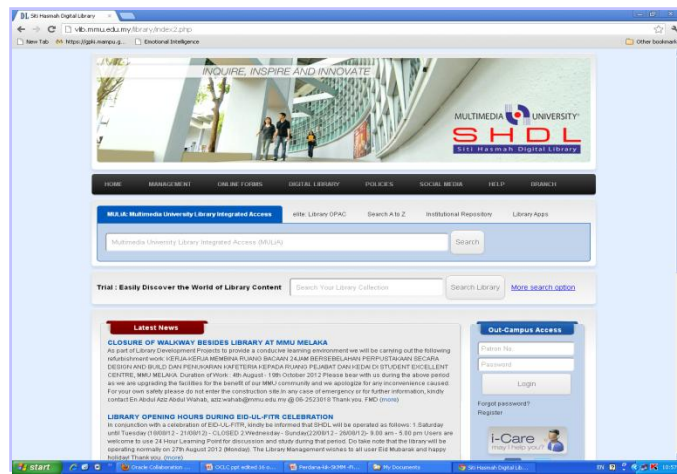 Siti Hasmah Digital Library
vlib.mmu.edu.my/library/index2.php
New Tab
https://gpki.mampu.g...
Emotional Intelligence
Other bookmark
INQUIRE, INSPIRE AND INNOVATE
MULTIMEDIA UNIVERSITY
SHDL
Siti Hasmah Digital Library
HOME MANAGEMENT ONLINE FORMS DIGITAL LIBRARY POLICIES SOCIAL MEDIA HELP BRANCH
MULiA: Multimedia University Library Integrated Access elite: Library OPAC Search A to Z Institutional Repository Library Apps
Multimedia University Library Integrated Access (MULiA) Search
Trial : Easily Discover the World of Library Content Search Your Library Collection Search Library More search option
Latest News
CLOSURE OF WALKWAY BESIDES LIBRARY AT MMU MELAKA
As part of Library Development Projects to provide a conducive learning environment we will be carrying out the following
refurbishment work: KERJA-KERJA MEMBINA RUANG BACAAN 24JAM BERSEBELAHAN PERPUSTAKAAN SECARA
DESIGN AND BUILD DAN PENUKARAN KAFETERIA KEPADA RUANG PEJABAT DAN KEDAI DI STUDENT EXCELLENT
CENTRE, MMU MELAKA. Duration of Work : 4th August - 19th October 2012 Please bear with us during the above period
as we are upgrading the facilities for the benefit of our MMU community and we apologize for any inconvenience caused.
For your own safety please do not enter the construction site.In any case of emergency or for further information, kindly
contact En.Abdul Aziz Abdul Wahab, aziz.wahab@mmu.edu.my @ 06-2523018 Thank you. FMD (more)
LIBRARY OPENING HOURS DURING EID-UL-FITR CELEBRATION
In conjunction with a celebration of EID-UL-FITR, kindly be informed that SHDL will be operated as follows: 1.Saturday
until Tuesday (18/08/12 - 21/08/12) - CLOSED 2.Wednesday - Sunday(22/08/12 - 26/08/12)- 9.00 am - 5.00 pm Users are
welcome to use 24 Hour Learning Point for discussion and study during that period. Do take note that the library will be
operating normally on 27th August 2012 (Monday). The Library Management wishes to all user Eid Mubarak and happy
holiday Thank you. (more)
Out-Campus Access
Patron No.
Password
Login
Forgot password?
Register
i-Care
may i help you?
start
Oracle Collaboration ...
OCLC ppt edited 16 o...
My Documents
Siti Hasmah Digital Lib...
EN